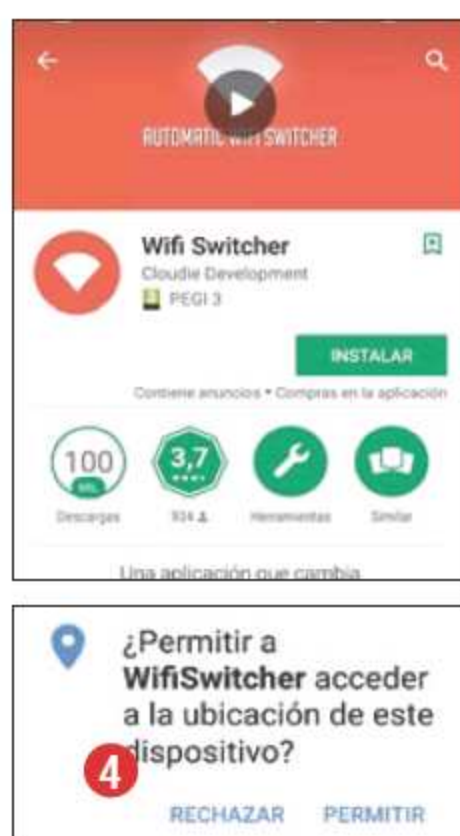 AUTOMATIC WIFI SWITCHER
Wifi Switcher
Cloudie Development
PEGI 3
INSTALAR
Contiene anuncios • Compras en la aplicación
100
MIL
3,7
Descargas
934
Herramientas
Similar
Una aplicación que cambia
¿Permitir a
WifiSwitcher acceder
a la ubicación de este
dispositivo?
4
RECHAZAR PERMITIR